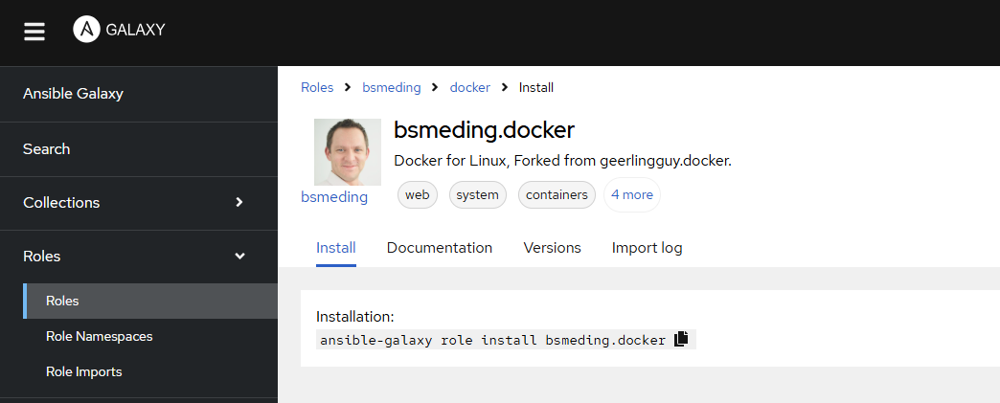 GALAXY
Ansible Galaxy
Search
Collections
Roles
Roles
Role Namespaces
Role Imports
Roles bsmeding docker Install
bsmeding.docker
Docker for Linux, Forked from geerlingguy.docker.
bsmeding
web system containers 4 more
Install Documentation Versions Import log
Installation:
ansible-galaxy role install bsmeding.docker